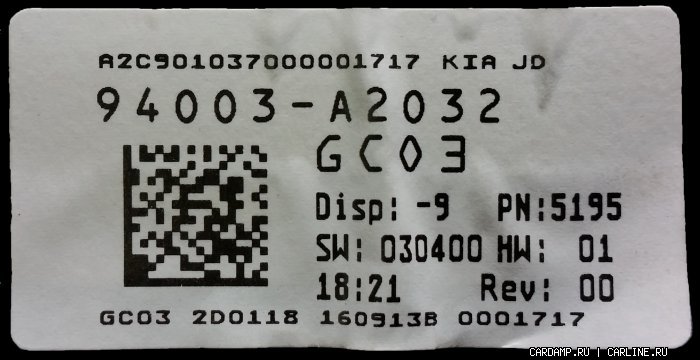 A2C901037000001717 KIA JD
94003-A2032
GC03
Disp: -9 PN:5195
SW: 030400 HW: 01
18:21 Rev: 00
GC03 2D0118 160913B 0001717
CARDAMP.RU | CARLINE.RU